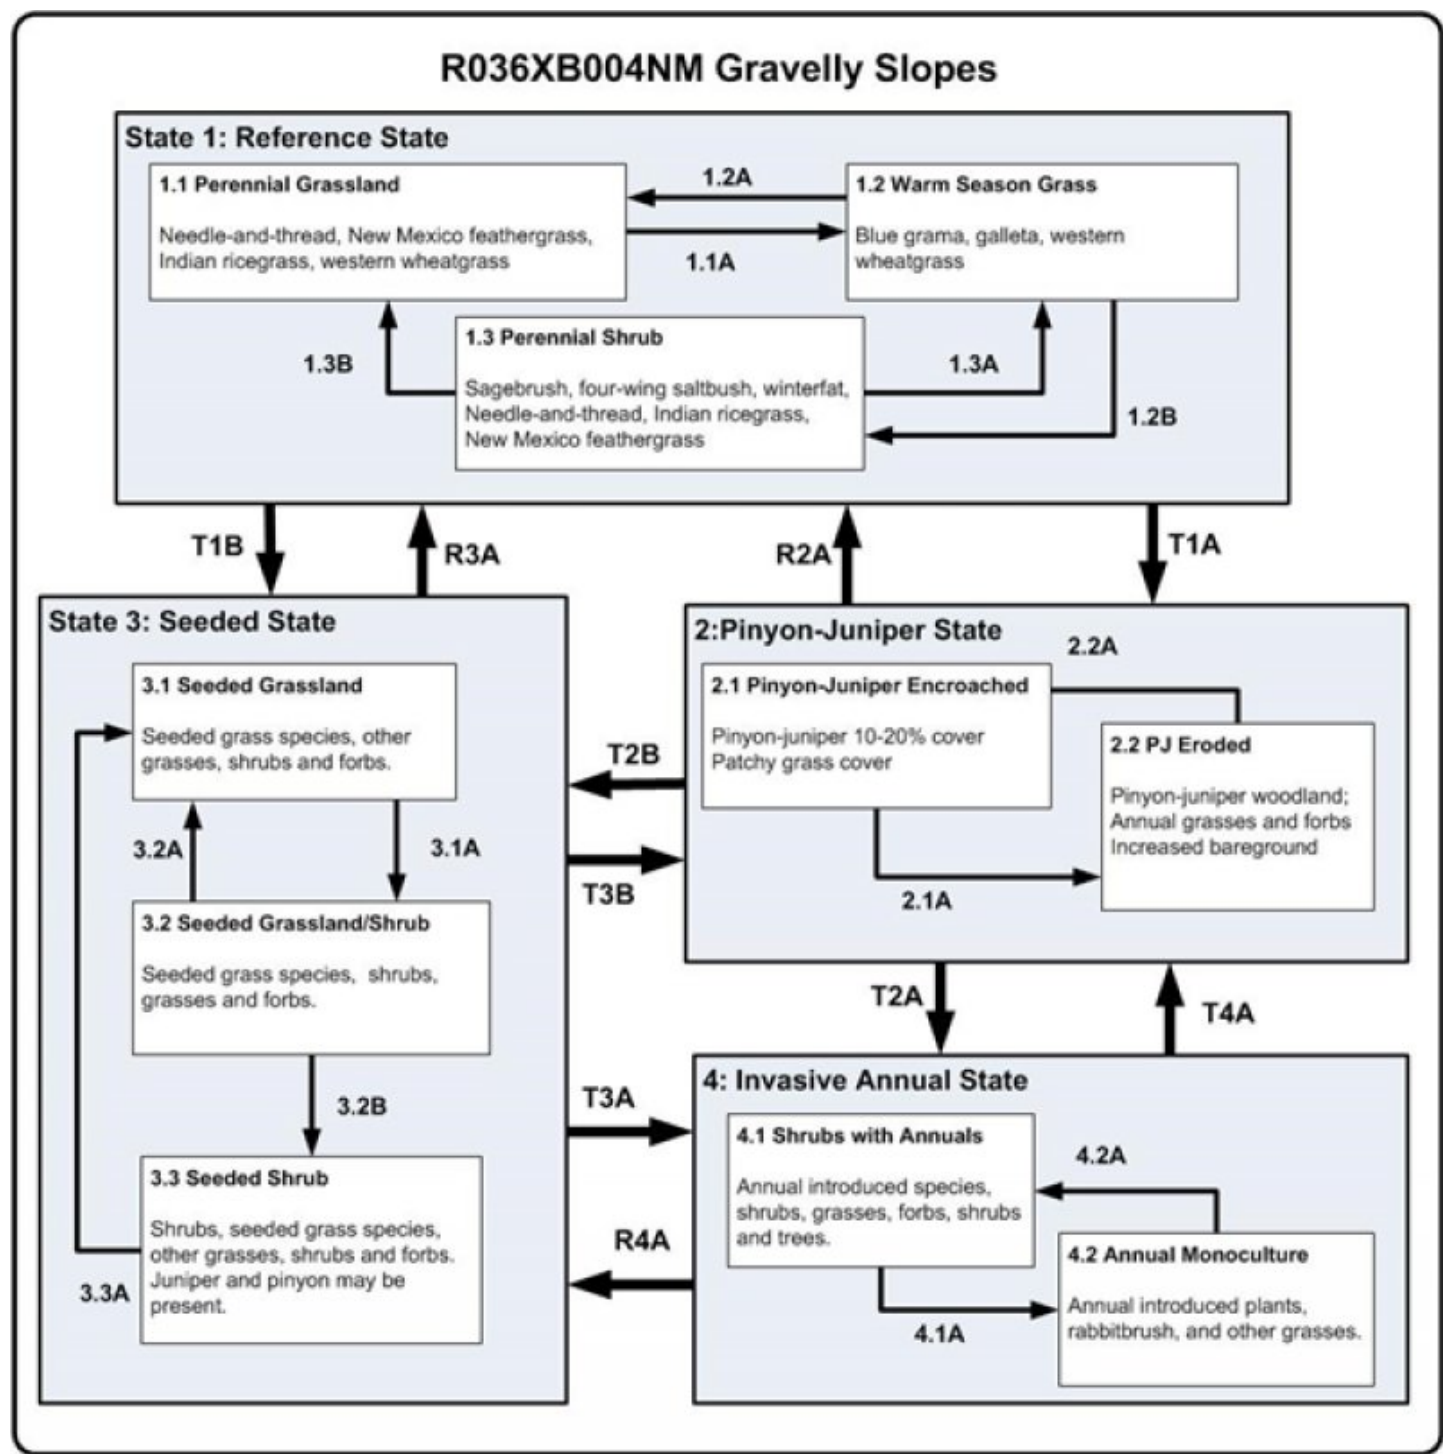 R036XB004NM Gravelly Slopes
State 1: Reference State
1.1 Perennial Grassland
Needle-and-thread, New Mexico feathergrass,
Indian ricegrass, western wheatgrass
1.2A
1.1A
1.2 Warm Season Grass
Blue grama, galleta, western
wheatgrass
1.3B
1.3 Perennial Shrub
Sagebrush, four-wing saltbush, winterfat,
Needle-and-thread, Indian ricegrass,
New Mexico feathergrass
1.3A
1.2B
T1B
R3A
R2A
T1A
State 3: Seeded State
3.1 Seeded Grassland
Seeded grass species, other
grasses, shrubs and forbs.
3.2A
3.1A
3.2 Seeded Grassland/Shrub
Seeded grass species, shrubs,
grasses and forbs.
3.2B
3.3 Seeded Shrub
Shrubs, seeded grass species,
other grasses, shrubs and forbs.
Juniper and pinyon may be
present.
3.3A
T2B
T3B
2:Pinyon-Juniper State
2.2A
2.1 Pinyon-Juniper Encroached
Pinyon-juniper 10-20% cover
Patchy grass cover
2.2 PJ Eroded
Pinyon-juniper woodland;
Annual grasses and forbs
Increased bareground
2.1A
T2A
T4A
T3A
R4A
4: Invasive Annual State
4.1 Shrubs with Annuals
Annual introduced species,
shrubs, grasses, forbs, shrubs
and trees.
4.2A
4.2 Annual Monoculture
Annual introduced plants,
rabbitbrush, and other grasses.
4.1A